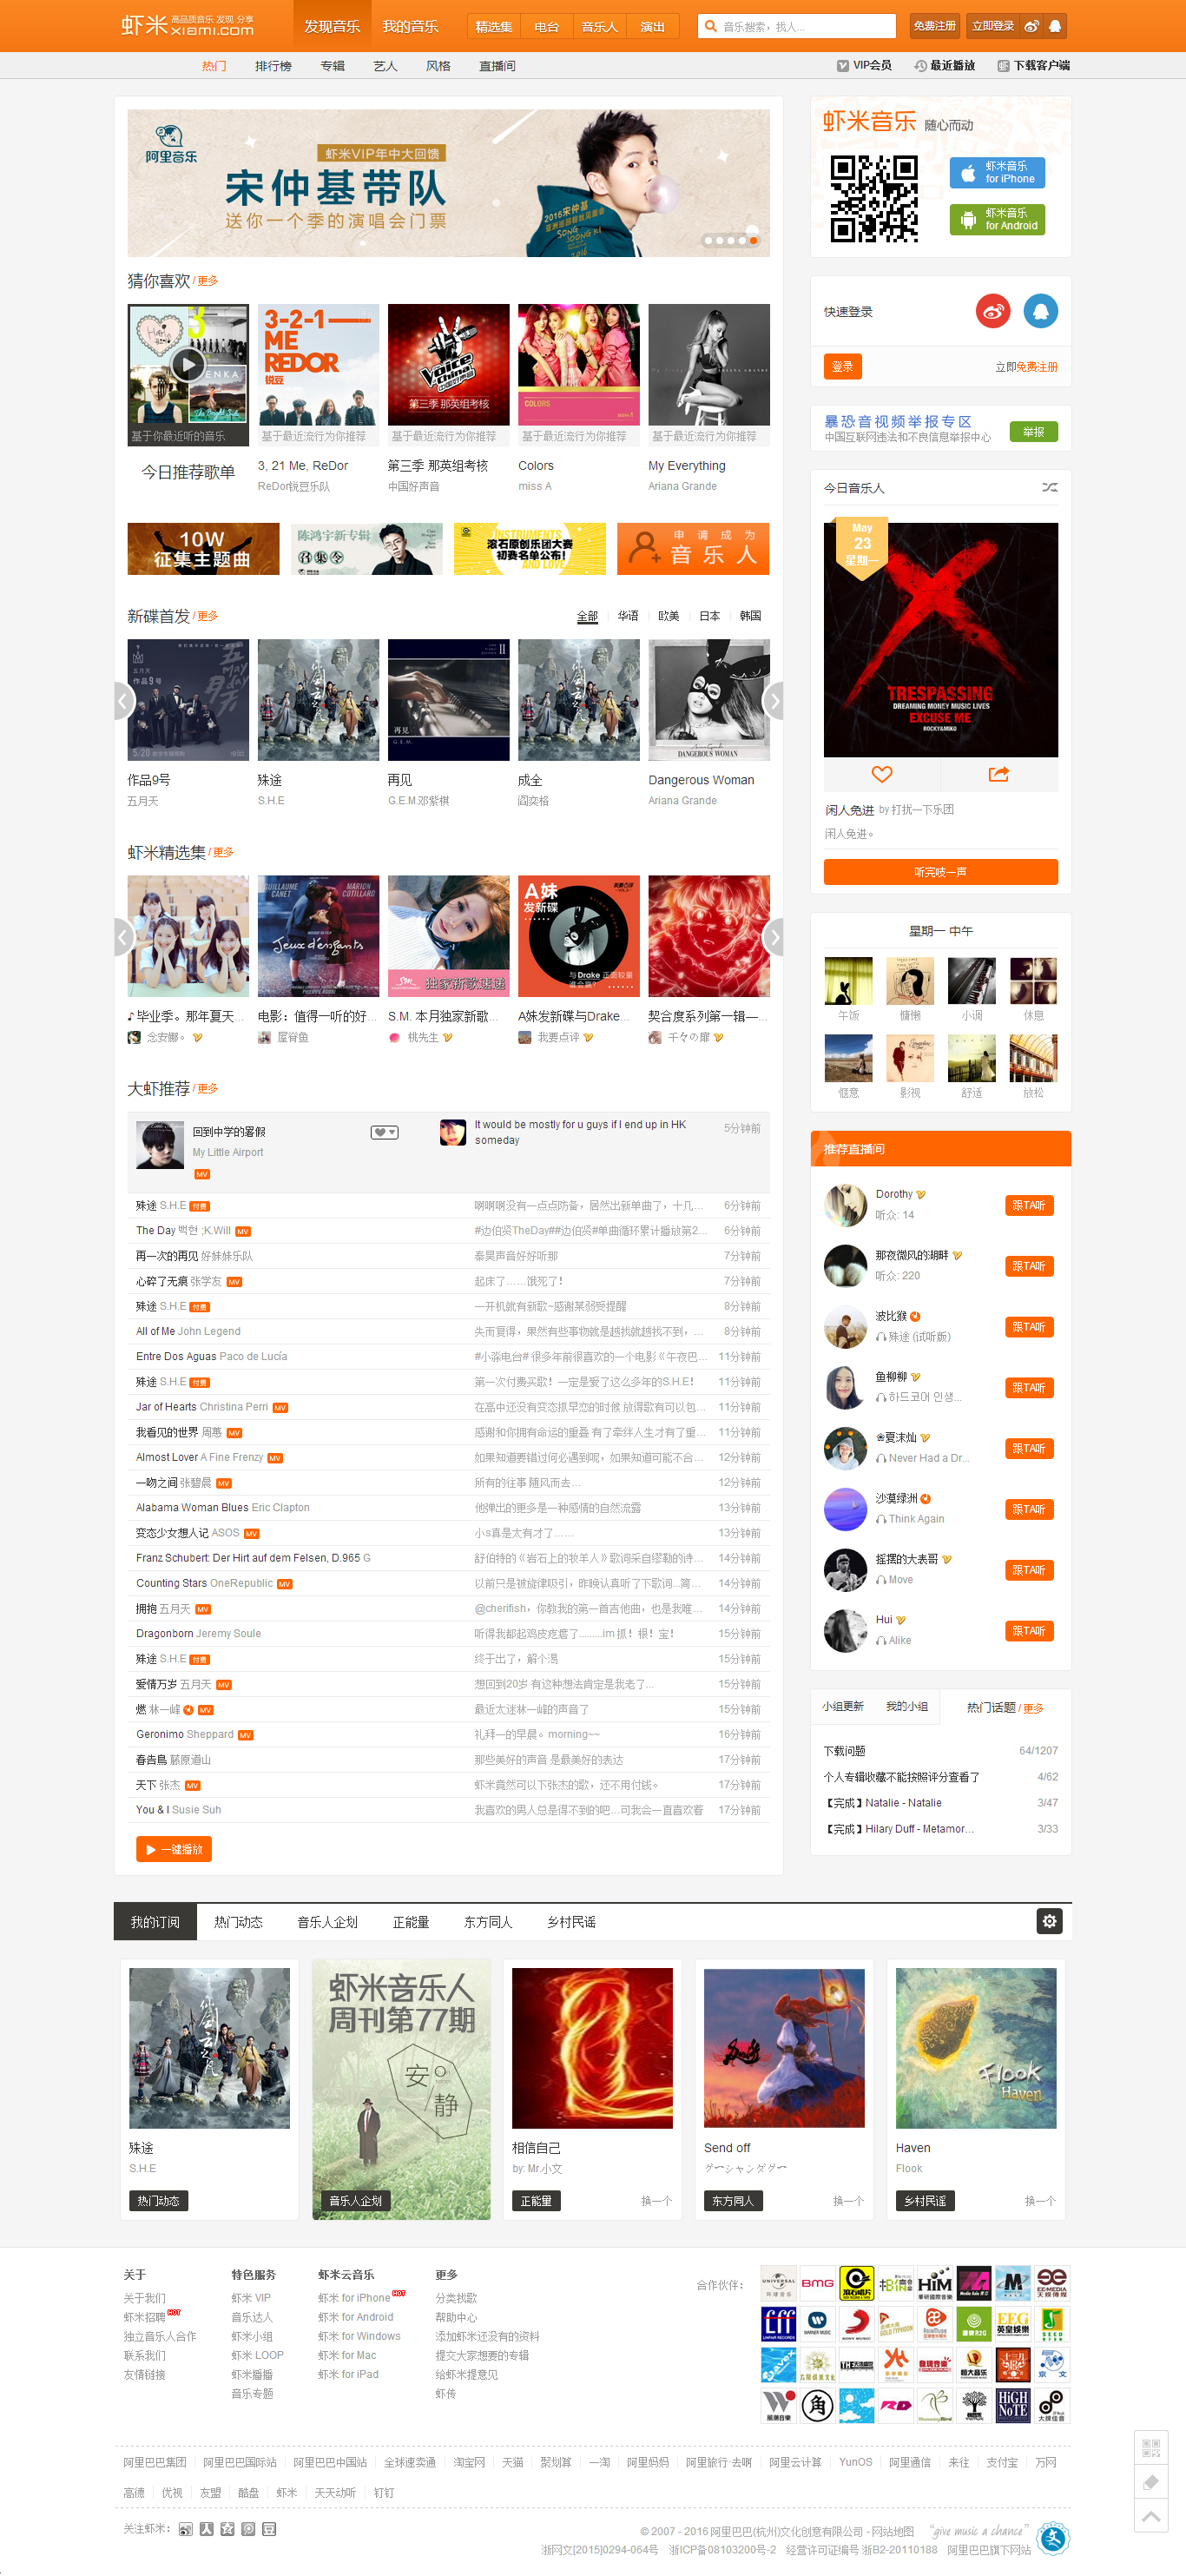 虾米 高品质音乐 发现 分享
xiami.com
发现音乐 我的音乐 精选集 电台 音乐人 演出 音乐搜索，找人... 免费注册 立即登录
热门 排行榜 专辑 艺人 风格 直播间 VIP会员 最近播放 下载客户端
阿里音乐
虾米VIP年中大回馈
宋仲基带队
送你一个季的演唱会门票
猜你喜欢 / 更多
基于你最近听的音乐 基于最近流行为你推荐 基于最近流行为你推荐 基于最近流行为你推荐 基于最近流行为你推荐
今日推荐歌单
3, 21 Me, ReDor
ReDor锐豆乐队
第三季 那英组考核
中国好声音
Colors
miss A
My Everything
Ariana Grande
10W
征集主题曲
陈鸿宇新专辑
召集令
滚石原创乐团大赛
初赛名单公布！
申请成为
音乐人
新碟首发 / 更多
全部 华语 欧美 日本 韩国
作品9号
五月天
殊途
S.H.E
再见
G.E.M.邓紫棋
成全
阎奕格
Dangerous Woman
Ariana Grande
虾米精选集 / 更多
♪ 毕业季。那年夏天...
念安娜。
电影：值得一听的好...
屋脊鱼
S.M. 本月独家新歌...
桃先生
A妹发新碟与Drake...
我要点评
契合度系列第一辑—...
千々の扉
大虾推荐 / 更多
回到中学的暑假
My Little Airport
MV
It would be mostly for u guys if I end up in HK
someday
5分钟前
殊途 S.H.E 付费 啊啊啊没有一点点防备，居然出新单曲了，十几... 6分钟前
The Day 백현 ;K.Will MV #边伯贤TheDay##边伯贤#单曲循环累计播放第2... 6分钟前
再一次的再见 好妹妹乐队 秦昊声音好好听那 7分钟前
心碎了无痕 张学友 MV 起床了……饿死了！ 7分钟前
殊途 S.H.E 付费 一开机就有新歌~感谢某弱受提醒 8分钟前
All of Me John Legend 失而复得，果然有些事物就是越找就越找不到，... 8分钟前
Entre Dos Aguas Paco de Lucía #小淼电台# 很多年前很喜欢的一个电影《午夜巴... 11分钟前
殊途 S.H.E 付费 第一次付费买歌！一定是爱了这么多年的S.H.E！ 11分钟前
Jar of Hearts Christina Perri MV 在高中还没有变态抓早恋的时候 放得歌有可以包... 11分钟前
我看见的世界 周蕙 MV 感谢和你拥有命运的重叠 有了牵绊人生才有了重... 11分钟前
Almost Lover A Fine Frenzy MV 如果知道要错过何必遇到呢，如果知道可能不合... 12分钟前
一吻之间 张碧晨 MV 所有的往事 随风而去... 12分钟前
Alabama Woman Blues Eric Clapton 他弹出的更多是一种感情的自然流露 13分钟前
变态少女想人记 ASOS MV 小s真是太有才了…… 13分钟前
Franz Schubert: Der Hirt auf dem Felsen, D.965 G 舒伯特的《岩石上的牧羊人》歌词采自缪勒的诗... 14分钟前
Counting Stars OneRepublic MV 以前只是被旋律吸引，昨晚认真听了下歌词...简... 14分钟前
拥抱 五月天 MV @cherifish，你教我的第一首吉他曲，也是我唯... 14分钟前
Dragonborn Jeremy Soule 听得我都起鸡皮疙瘩了.........im 抓！根！宝！ 15分钟前
殊途 S.H.E 付费 终于出了，解个渴 15分钟前
爱情万岁 五月天 MV 想回到20岁 有这种想法肯定是我老了... 15分钟前
燃 林一峰 MV 最近太迷林一峰的声音了 15分钟前
Geronimo Sheppard MV 礼拜一的早晨。morning~~ 16分钟前
春告鳥 藤原道山 那些美好的声音 是最美好的表达 17分钟前
天下 张杰 MV 虾米竟然可以下张杰的歌，还不用付钱。 17分钟前
You & I Susie Suh 我喜欢的男人总是得不到的吧...可我会一直喜欢着 17分钟前
一键播放
虾米音乐 随心而动
虾米音乐
for iPhone
虾米音乐
for Android
快速登录
登录 立即免费注册
暴恐音视频举报专区
中国互联网违法和不良信息举报中心 举报
今日音乐人
May
23
星期一
TRESPASSING
DREAMING MONEY MUSIC LIVES
EXCUSE ME
ROCKY&MIKO
闲人免进 by 打扰一下乐团
闲人免进。
听完吱一声
星期一 中午
午饭 慵懒 小调 休息
惬意 影视 舒适 放松
推荐直播间
Dorothy
听众: 14 跟TA听
那夜微风的湖畔
听众: 220 跟TA听
波比猴
殊途 (试听版) 跟TA听
鱼柳柳
하드코어 인생... 跟TA听
❀夏沫灿
Never Had a Dr... 跟TA听
沙漠绿洲
Think Again 跟TA听
摇摆的大表哥
Move 跟TA听
Hui
Alike 跟TA听
小组更新 我的小组 热门话题 / 更多
下载问题 64/1207
个人专辑收藏不能按照评分查看了 4/62
【完成】Natalie - Natalie 3/47
【完成】Hilary Duff - Metamor... 3/33
我的订阅 热门动态 音乐人企划 正能量 东方同人 乡村民谣
殊途
S.H.E
热门动态
虾米音乐人
周刊第77期
安静
音乐人企划
相信自己
by: Mr.小文
正能量 换一个
Send off
グーシャンダグー
东方同人 换一个
Flook
Haven
Haven
Flook
乡村民谣 换一个
关于 特色服务 虾米云音乐 更多 合作伙伴：
关于我们 虾米 VIP 虾米 for iPhone HOT 分类找歌
虾米招聘 HOT 音乐达人 虾米 for Android 帮助中心
独立音乐人合作 虾米小组 虾米 for Windows 添加虾米还没有的资料
联系我们 虾米 LOOP 虾米 for Mac 提交大家想要的专辑
友情链接 虾米播播 虾米 for iPad 给虾米提意见
音乐专题 虾传
阿里巴巴集团 阿里巴巴国际站 阿里巴巴中国站 全球速卖通 淘宝网 天猫 聚划算 一淘 阿里妈妈 阿里旅行·去啊 阿里云计算 YunOS 阿里通信 来往 支付宝 万网
高德 优视 友盟 酷盘 虾米 天天动听 钉钉
关注虾米：
© 2007 - 2016 阿里巴巴(杭州)文化创意有限公司 - 网站地图 "give music a chance"
浙网文[2015]0294-064号 浙ICP备08103200号-2 经营许可证编号 浙B2-20110188 阿里巴巴旗下网站